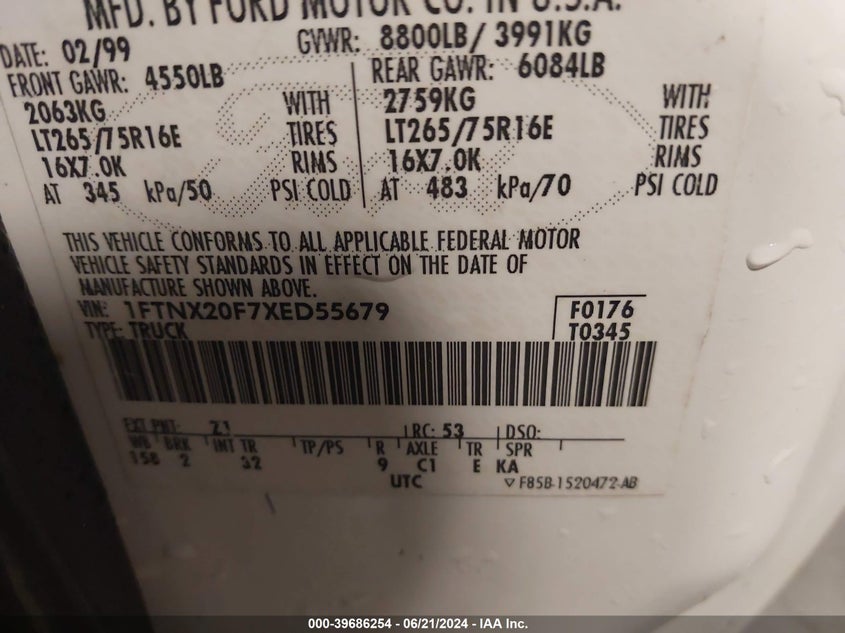 MFD. BY FORD MOTOR CO. IN U.S.A.
DATE: 02/99 GVWR: 8800LB/ 3991KG
FRONT GAWR: 4550LB REAR GAWR: 6084LB
2063KG WITH 2759KG WITH
LT265/75R16E TIRES LT265/75R16E TIRES
16X7.0K RIMS 16X7.0K RIMS
AT 345 kPa/50 PSI COLD AT 483 kPa/70 PSI COLD
THIS VEHICLE CONFORMS TO ALL APPLICABLE FEDERAL MOTOR
VEHICLE SAFETY STANDARDS IN EFFECT ON THE DATE OF
MANUFACTURE SHOWN ABOVE.
VIN: 1FTNX20F7XED55679 F0176
TYPE: TRUCK T0345
EXT PNT: Z1 RC: 53 DSO:
WB BRK INT TR TP/PS R AXLE TR SPR
158 2 32 9 C1 E KA
UTC ▽ F85B-1520472-AB
000-39686254 / 06/21/2024 - IAA Inc.